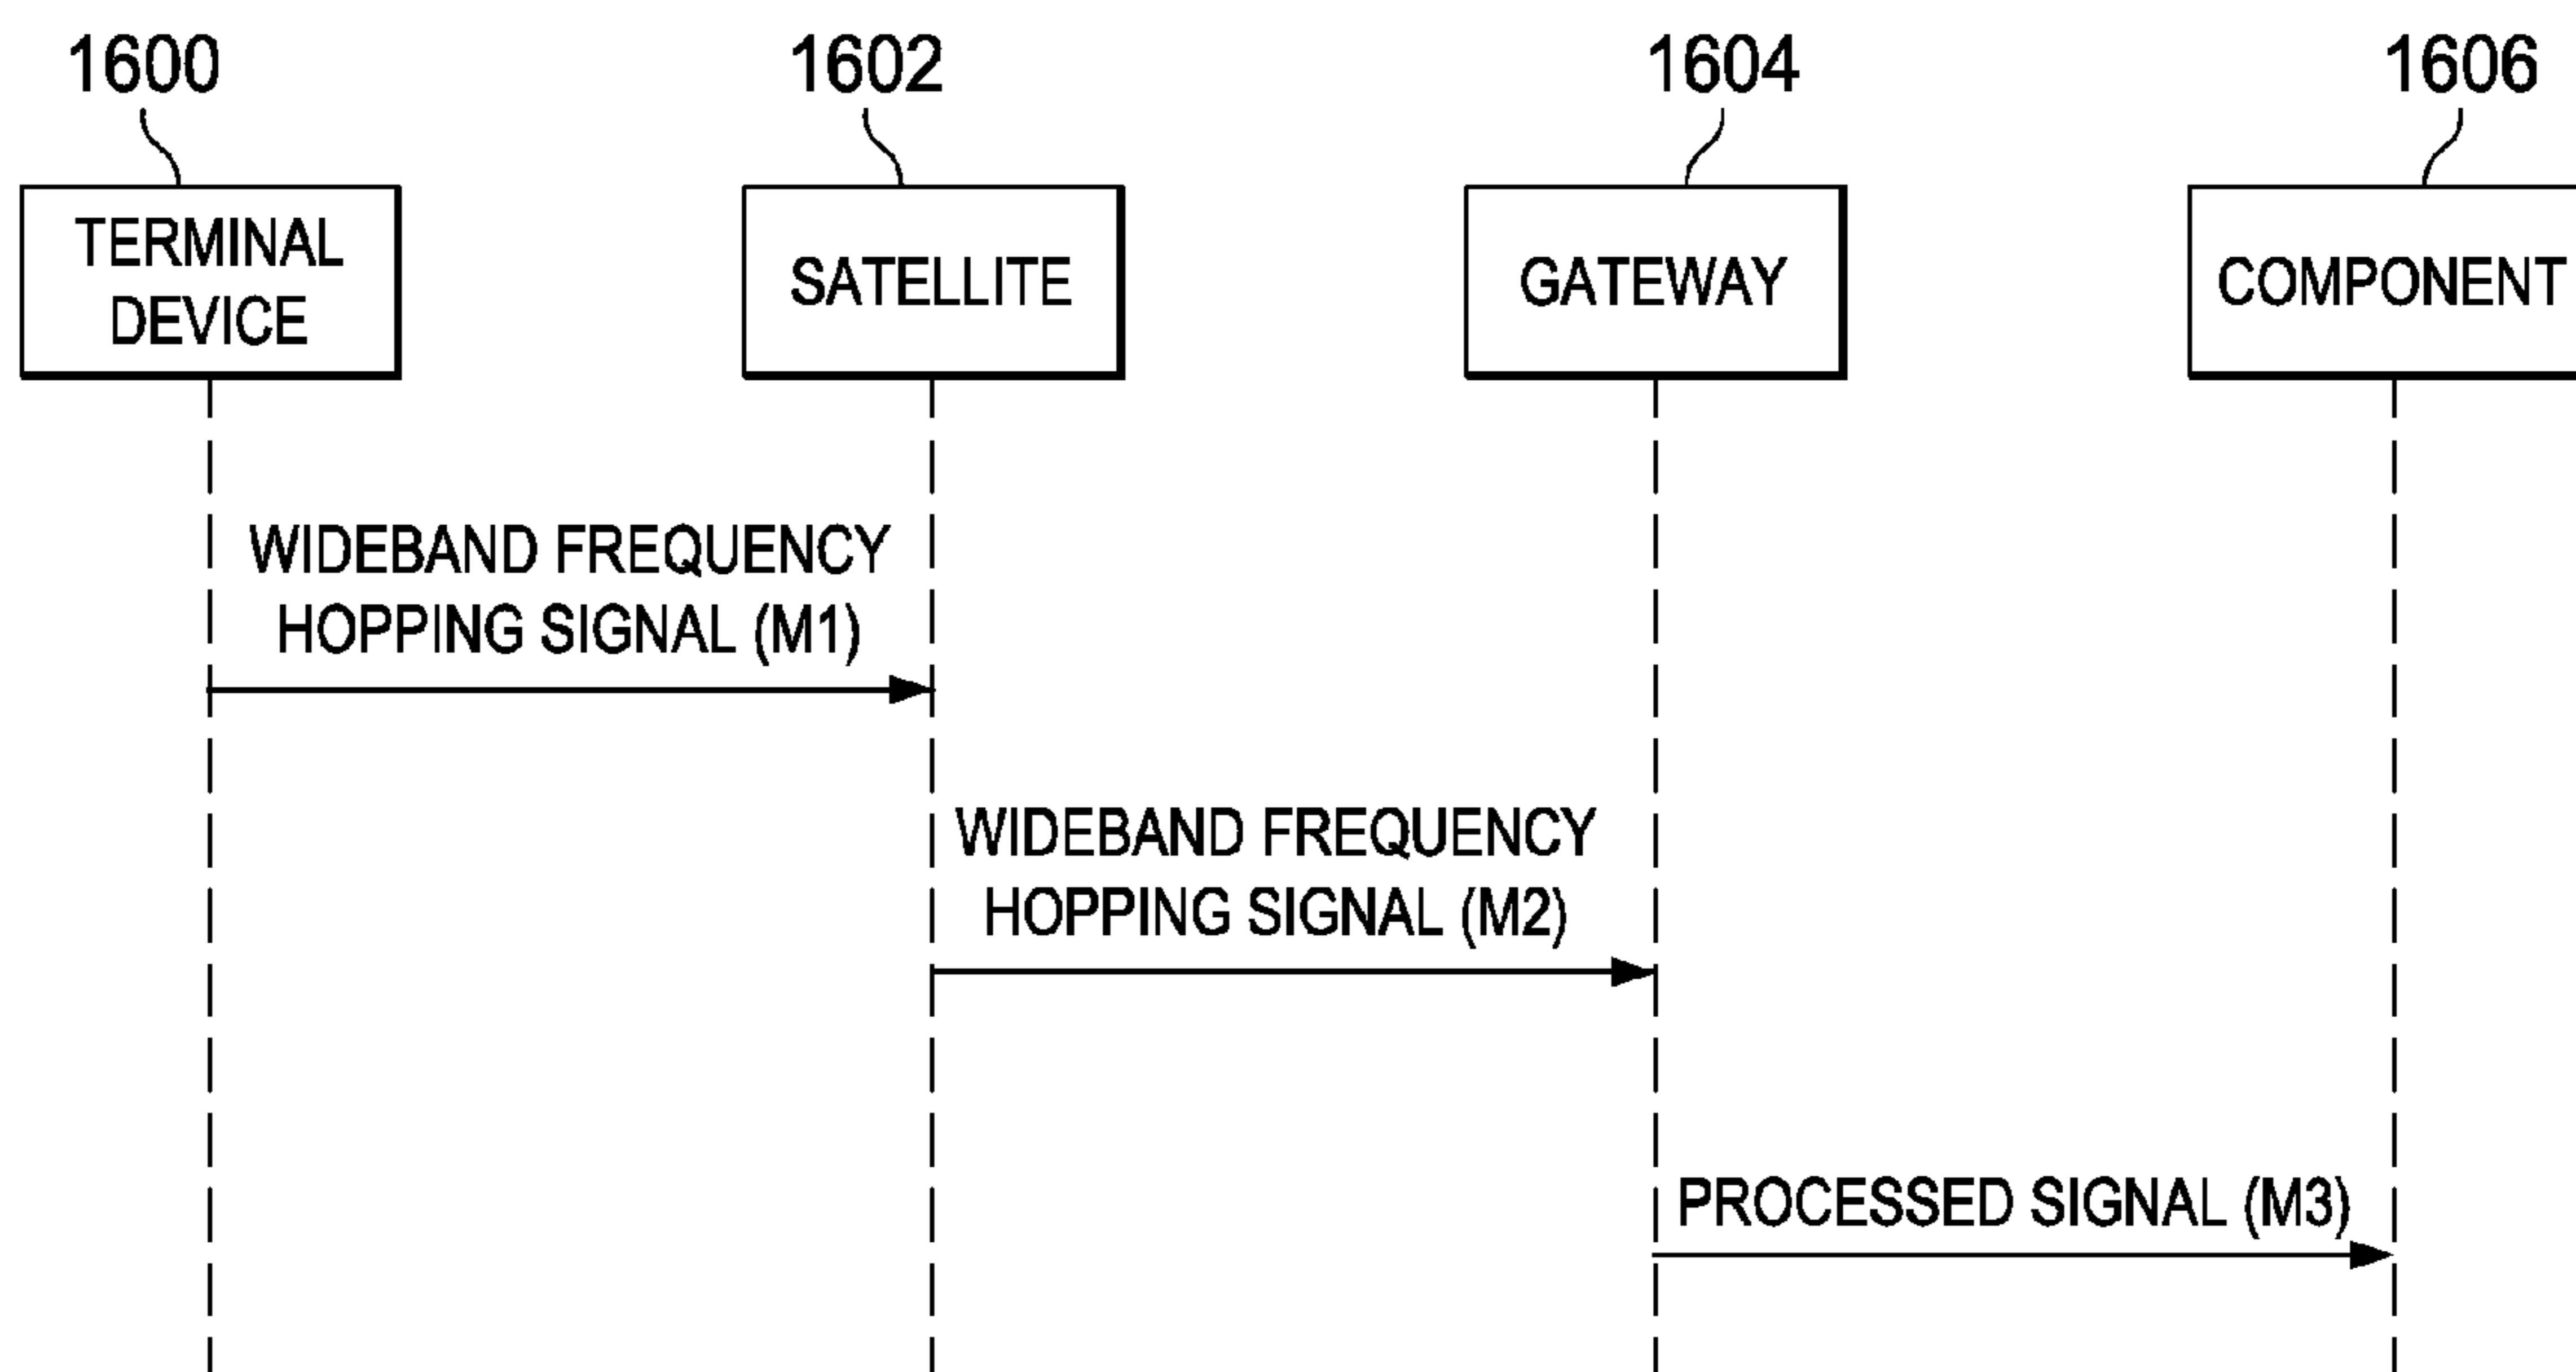 1600
1602
1604
1606
TERMINAL
DEVICE
SATELLITE
GATEWAY
COMPONENT
WIDEBAND FREQUENCY
HOPPING SIGNAL (M1)
WIDEBAND FREQUENCY
HOPPING SIGNAL (M2)
PROCESSED SIGNAL (M3)